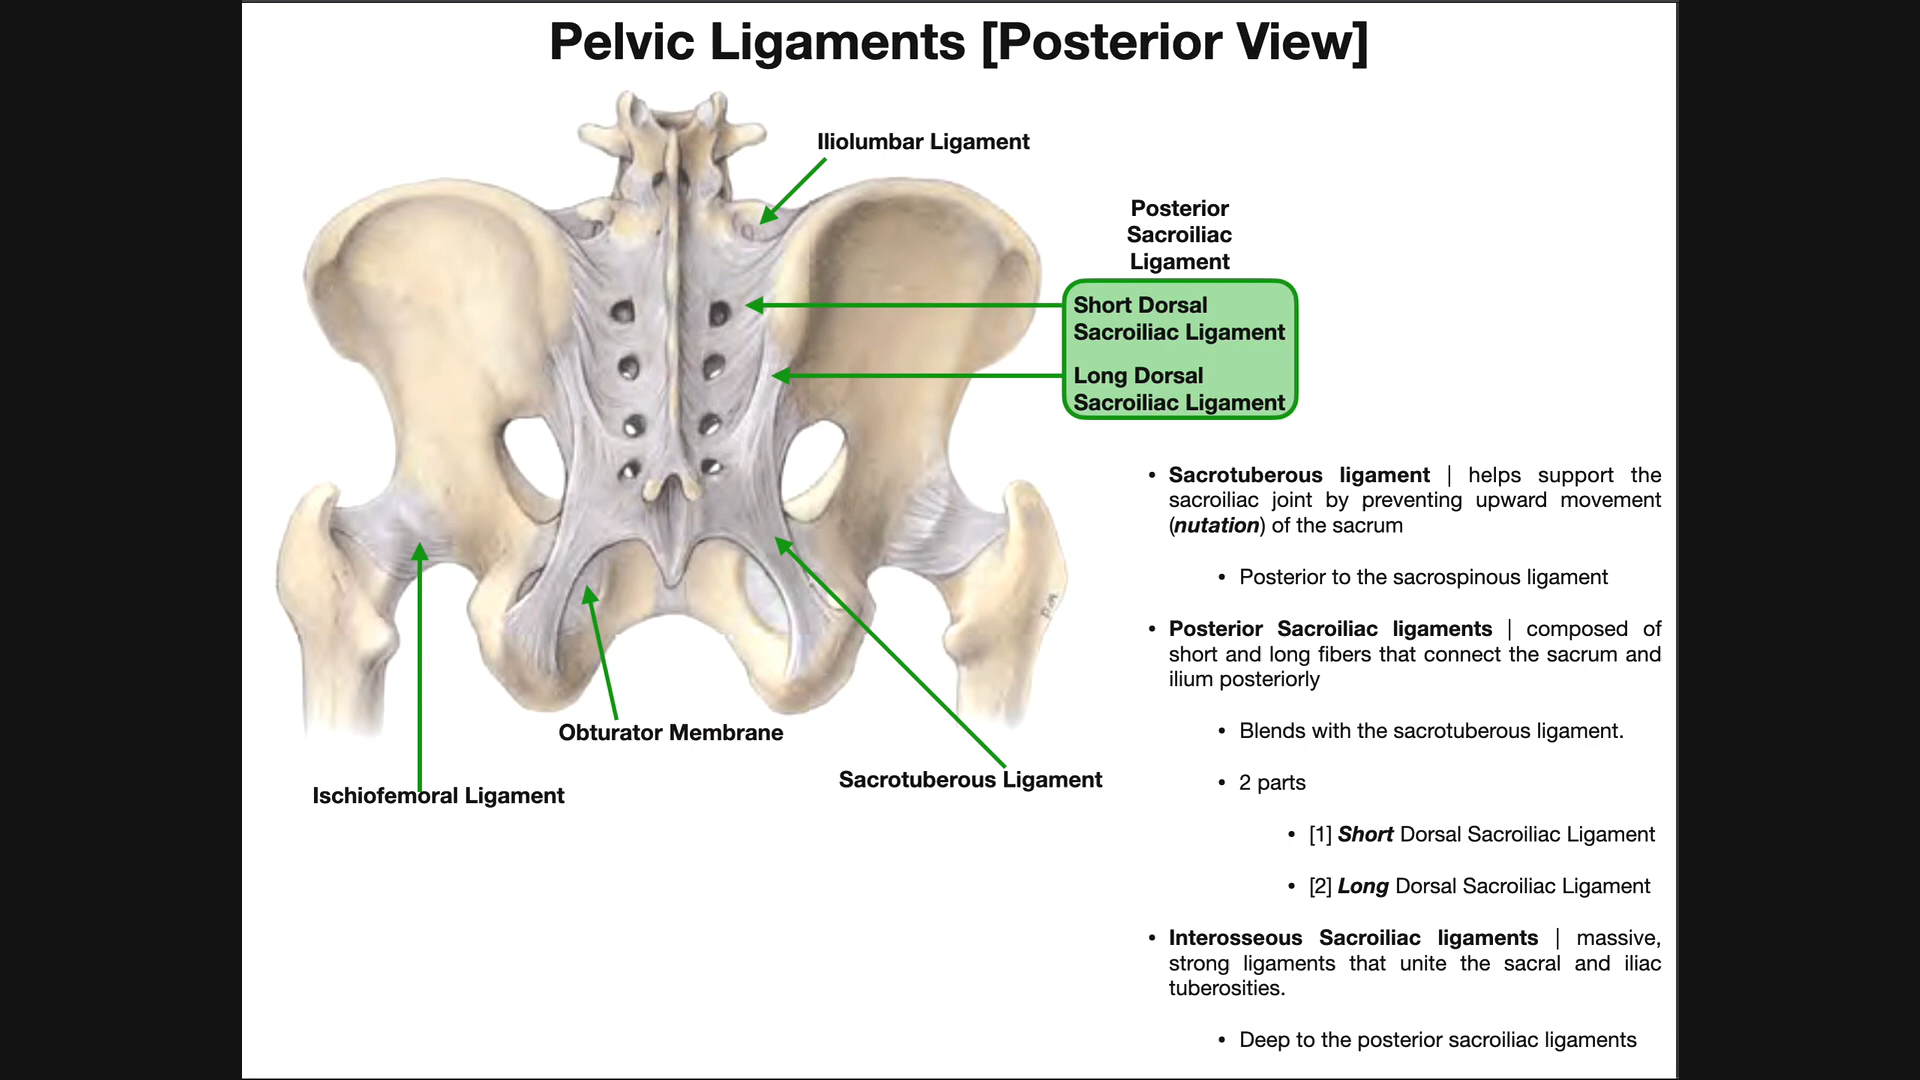 Pelvic Ligaments [Posterior View]
Iliolumbar Ligament
Posterior
Sacroiliac
Ligament
Short Dorsal
Sacroiliac Ligament
Long Dorsal
Sacroiliac Ligament
Obturator Membrane
Sacrotuberous Ligament
Ischiofemoral Ligament
• Sacrotuberous ligament | helps support the
sacroiliac joint by preventing upward movement
(nutation) of the sacrum
• Posterior to the sacrospinous ligament
• Posterior Sacroiliac ligaments | composed of
short and long fibers that connect the sacrum and
ilium posteriorly
• Blends with the sacrotuberous ligament.
• 2 parts
• [1] Short Dorsal Sacroiliac Ligament
• [2] Long Dorsal Sacroiliac Ligament
• Interosseous Sacroiliac ligaments | massive,
strong ligaments that unite the sacral and iliac
tuberosities.
• Deep to the posterior sacroiliac ligaments